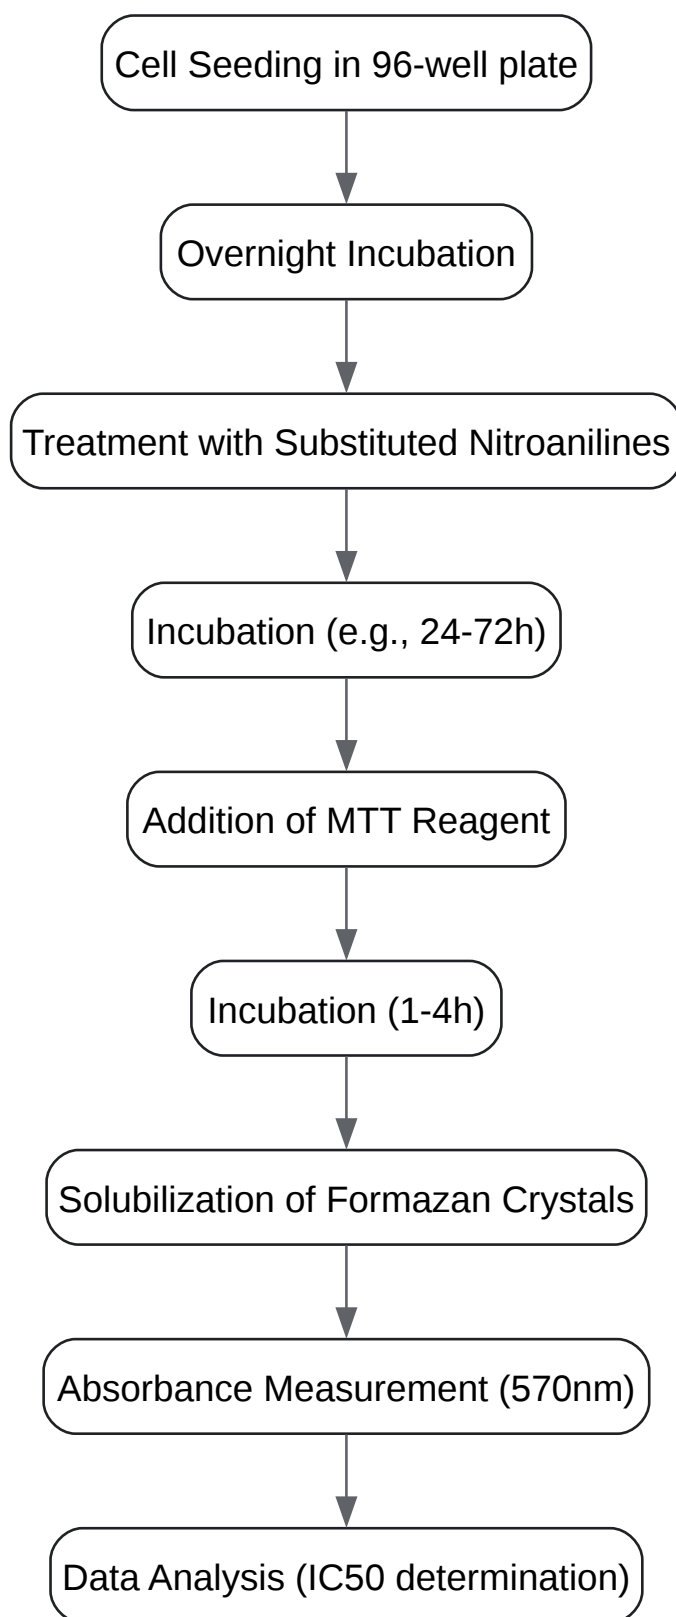 Cell Seeding in 96-well plate
Overnight Incubation
Treatment with Substituted Nitroanilines
Incubation (e.g., 24-72h)
Addition of MTT Reagent
Incubation (1-4h)
Solubilization of Formazan Crystals
Absorbance Measurement (570nm)
Data Analysis (IC50 determination)